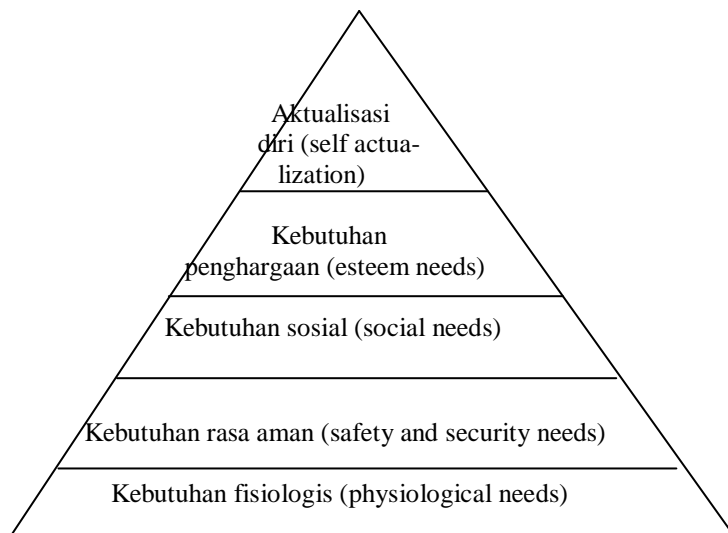 Aktualisasi
diri (self actua-
lization)
Kebutuhan
penghargaan (esteem needs)
Kebutuhan sosial (social needs)
Kebutuhan rasa aman (safety and security needs)
Kebutuhan fisiologis (physiological needs)